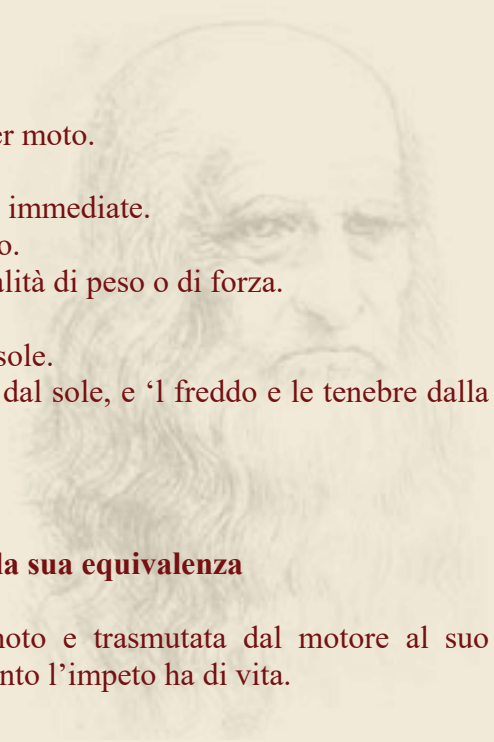 er moto.
immediate.
o.
alità di peso o di forza.
sole.
dal sole, e ‘l freddo e le tenebre dalla
la sua equivalenza
noto e trasmutata dal motore al suo
nto l’impeto ha di vita.